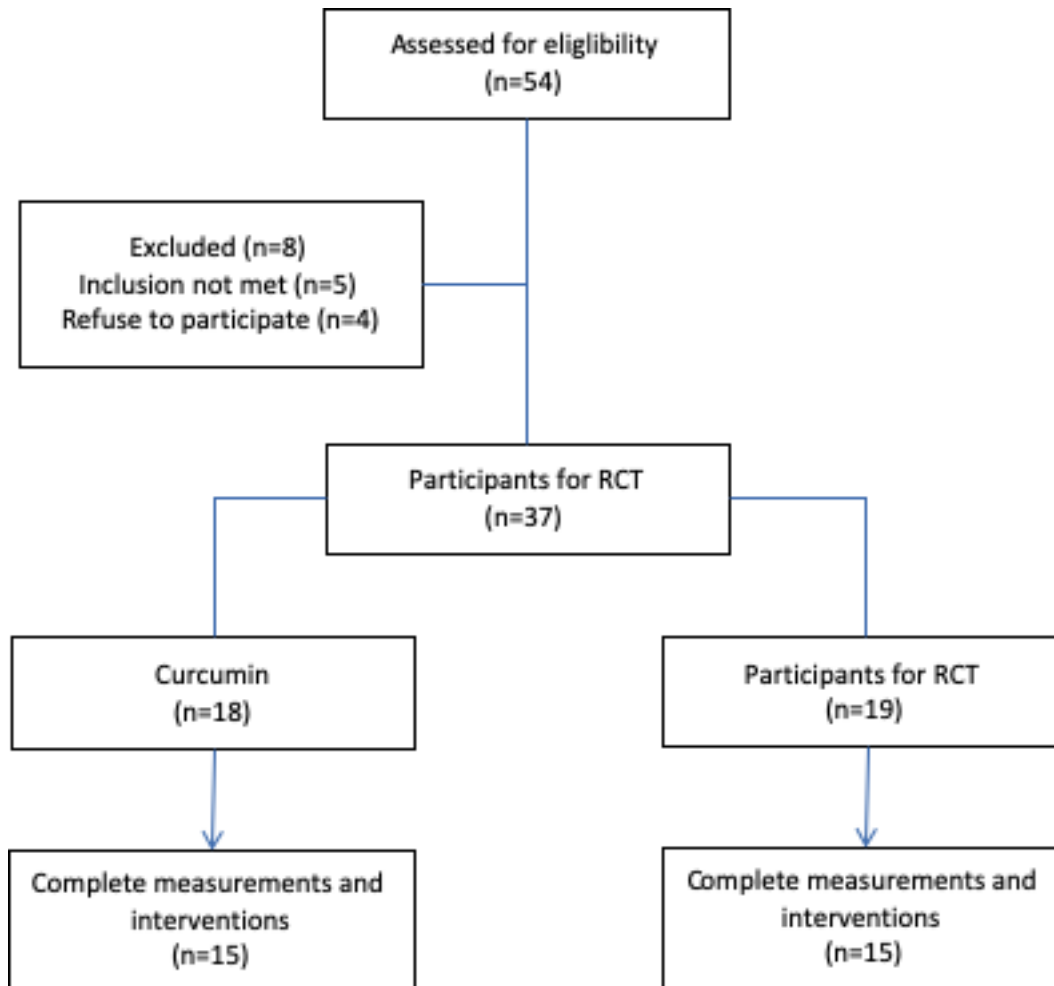 Assessed for eliglibility
(n=54)
Excluded (n=8)
Inclusion not met (n=5)
Refuse to participate (n=4)
Participants for RCT
(n=37)
Curcumin
(n=18)
Participants for RCT
(n=19)
Complete measurements and
interventions
(n=15)
Complete measurements and
interventions
(n=15)